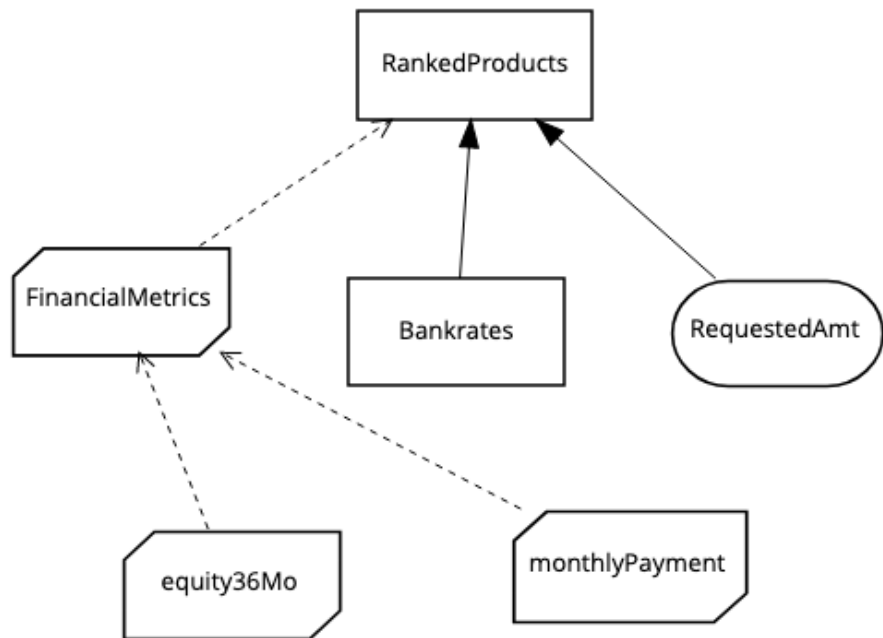 RankedProducts
FinancialMetrics
Bankrates
RequestedAmt
equity36Mo
monthlyPayment